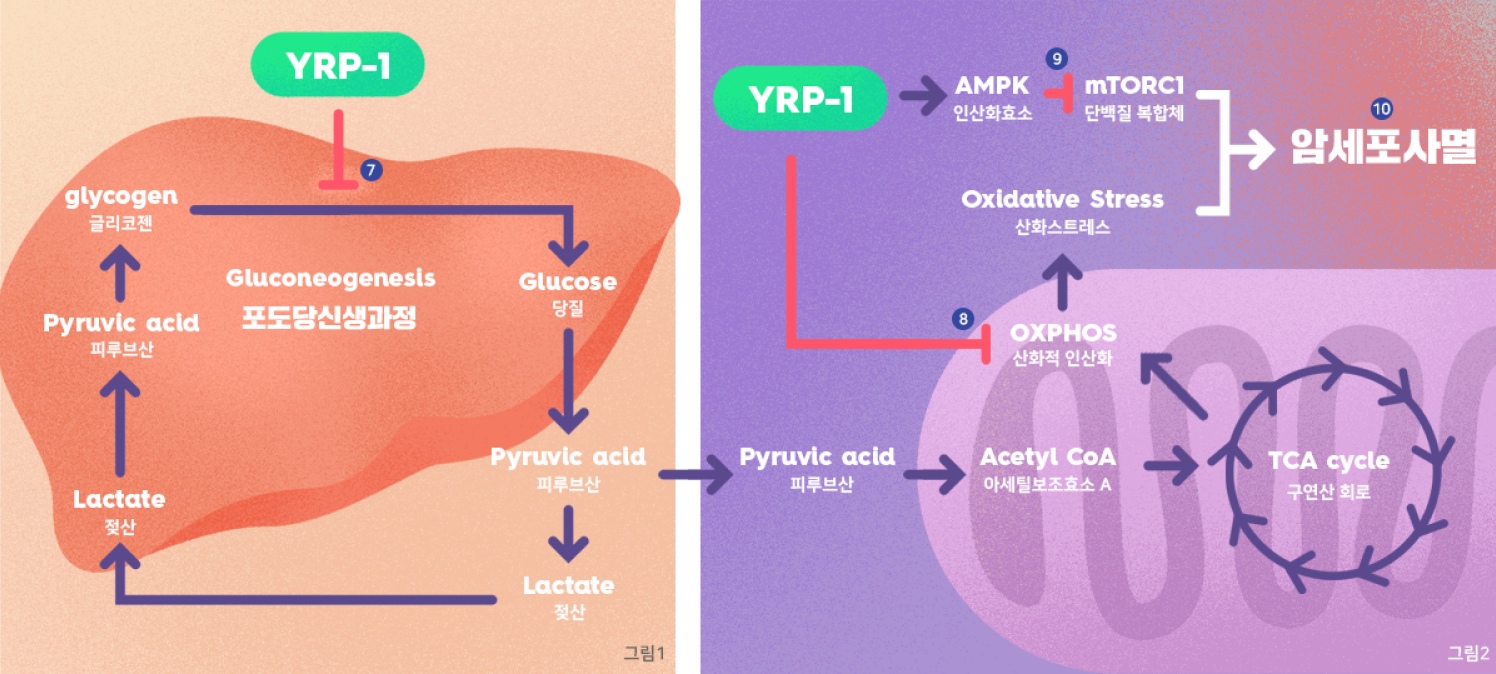 YRP-1
7
glycogen
글리코젠
Gluconeogenesis
포도당신생과정
Glucose
당질
Pyruvic acid
피루브산
Pyruvic acid
피루브산
Lactate
젖산
Lactate
젖산
그림1
YRP-1
AMPK
인산화효소
9
mTORC1
단백질 복합체
10
암세포사멸
Oxidative Stress
산화스트레스
8
OXPHOS
산화적 인산화
Pyruvic acid
피루브산
Acetyl CoA
아세틸보조효소 A
TCA cycle
구연산 회로
그림2